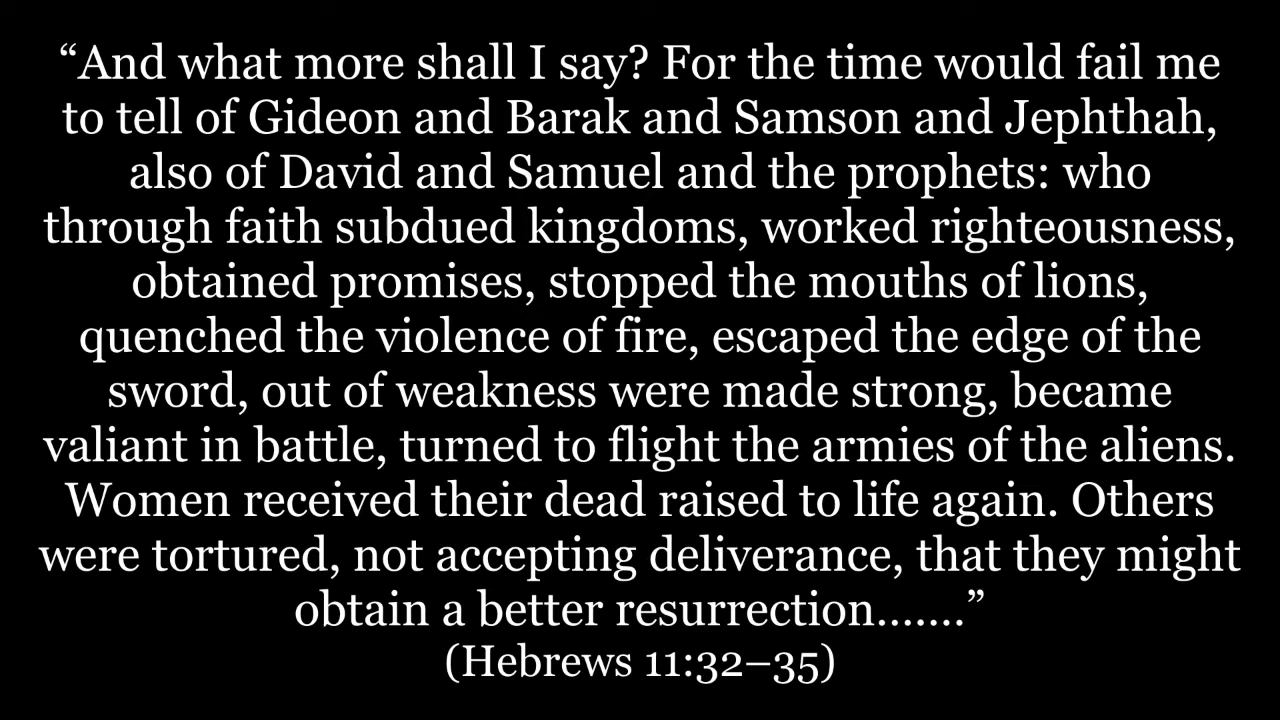 “And what more shall I say? For the time would fail me
to tell of Gideon and Barak and Samson and Jephthah,
also of David and Samuel and the prophets: who
through faith subdued kingdoms, worked righteousness,
obtained promises, stopped the mouths of lions,
quenched the violence of fire, escaped the edge of the
sword, out of weakness were made strong, became
valiant in battle, turned to flight the armies of the aliens.
Women received their dead raised to life again. Others
were tortured, not accepting deliverance, that they might
obtain a better resurrection.......”
(Hebrews 11:32–35)